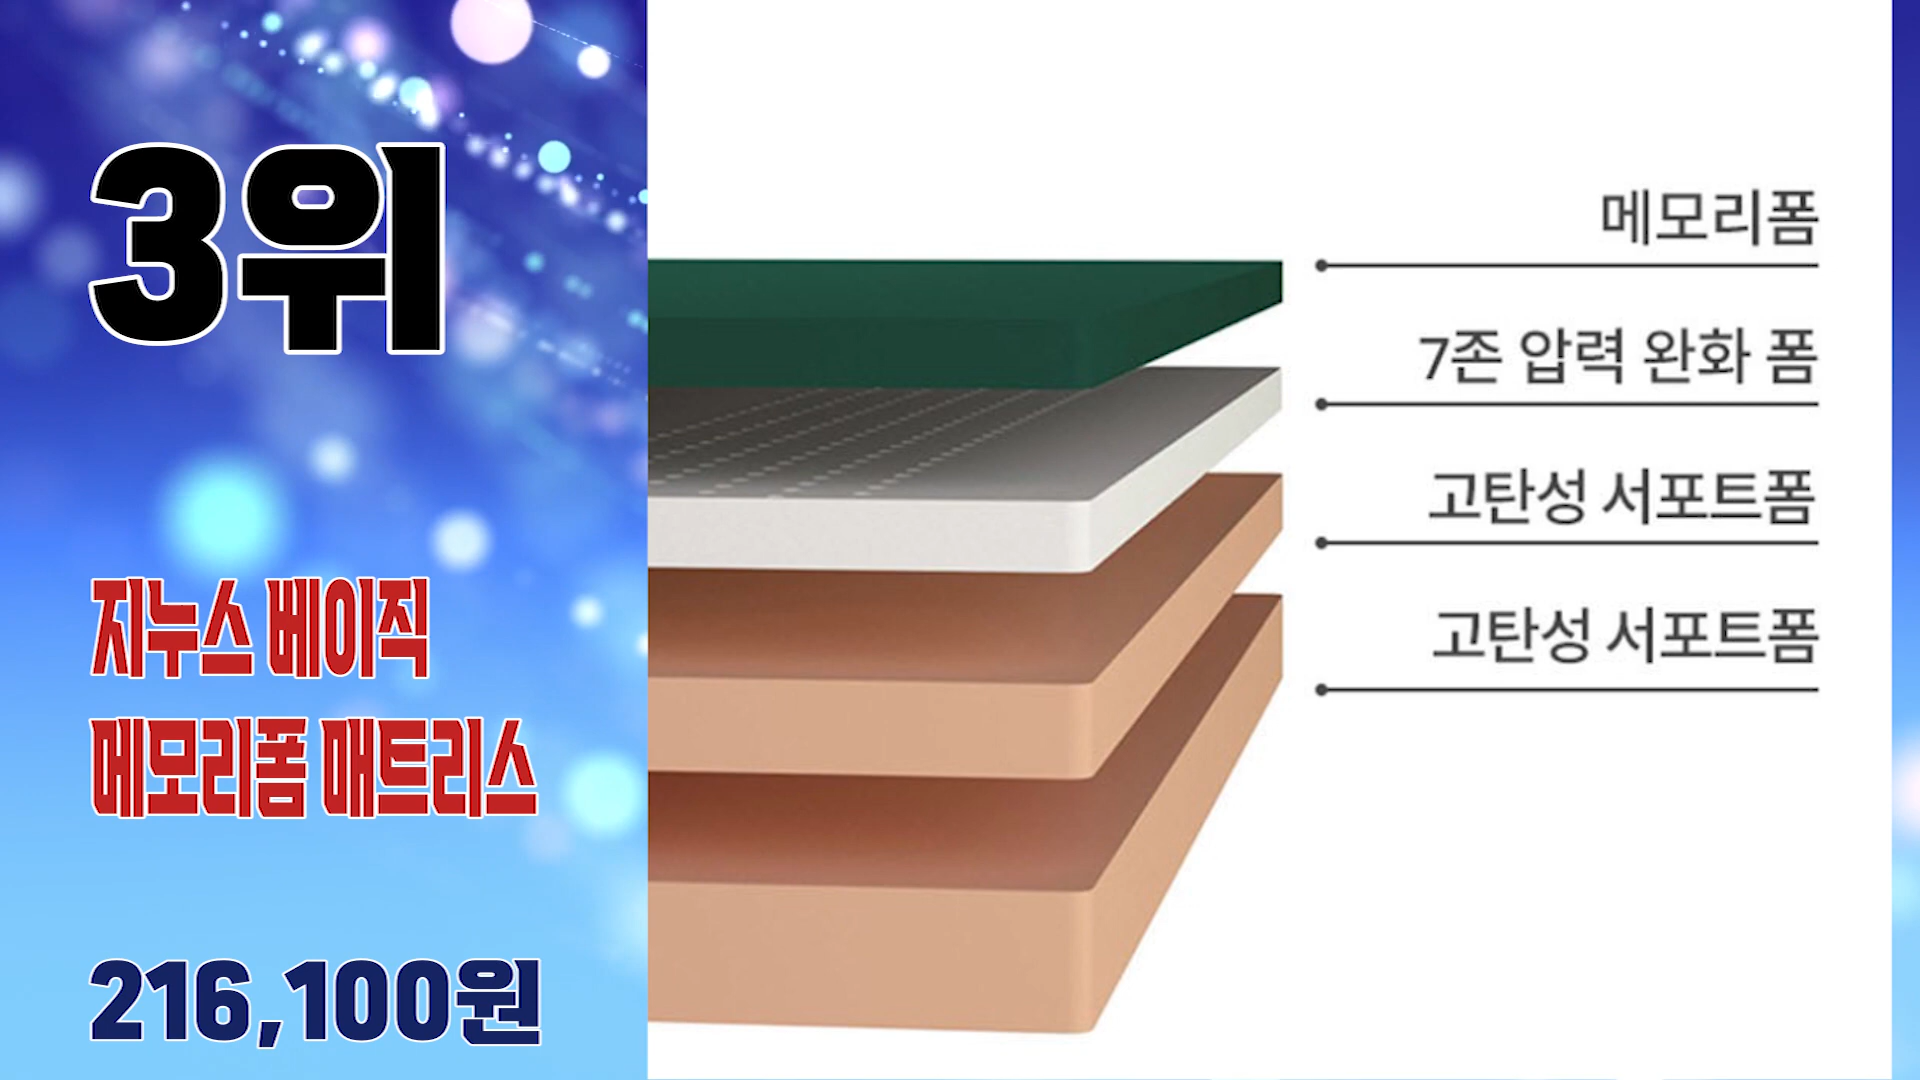 3위
지누스 베이직
메모리폼 매트리스
216,100원
메모리폼
7존 압력 완화 폼
고탄성 서포트폼
고탄성 서포트폼